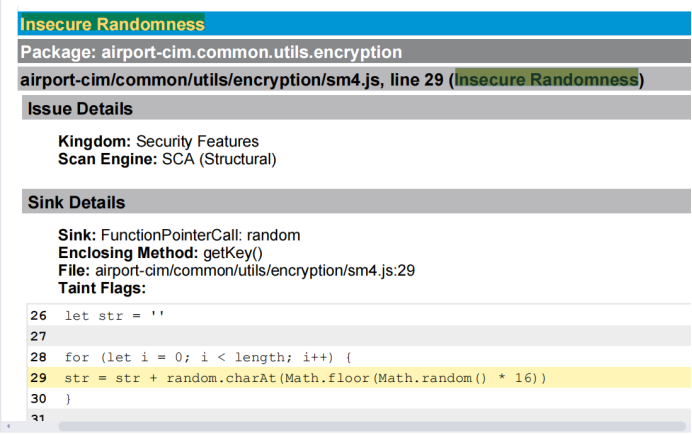 Insecure Randomness
Package: airport-cim.common.utils.encryption
airport-cim/common/utils/encryption/sm4.js, line 29 (Insecure Randomness)
Issue Details
Kingdom: Security Features
Scan Engine: SCA (Structural)
Sink Details
Sink: FunctionPointerCall: random
Enclosing Method: getKey()
File: airport-cim/common/utils/encryption/sm4.js:29
Taint Flags:
26 let str = ''
27
28 for (let i = 0; i < length; i++) {
29 str = str + random.charAt(Math.floor(Math.random() * 16))
30 }
31